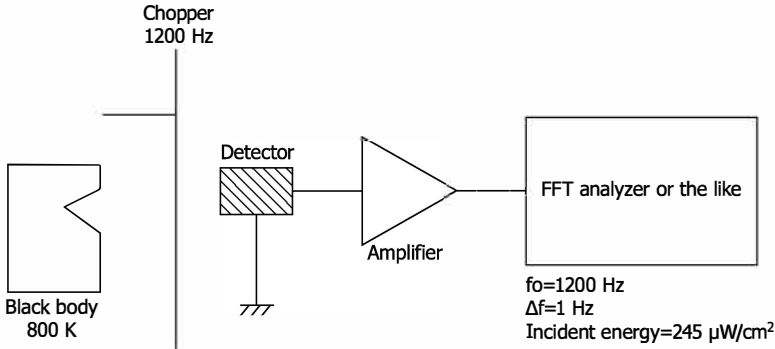 Chopper
1200 Hz
Detector
FFT analyzer or the like
Amplifier
Black body
800 K
fo=1200 Hz
Δf=1 Hz
Incident energy=245 μW/cm²